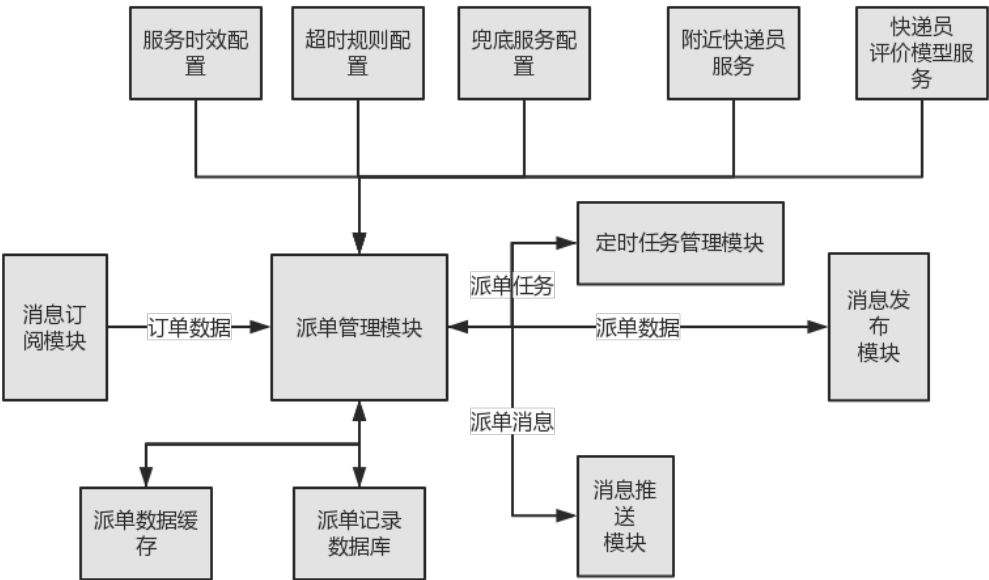 服务时效配
置
超时规则配
置
兜底服务配
置
附近快递员
服务
快递员
评价模型服
务
定时任务管理模块
派单任务
消息订
阅模块
订单数据
派单管理模块
派单数据
消息发
布
模块
派单消息
消息推
送
模块
派单数据缓
存
派单记录
数据库